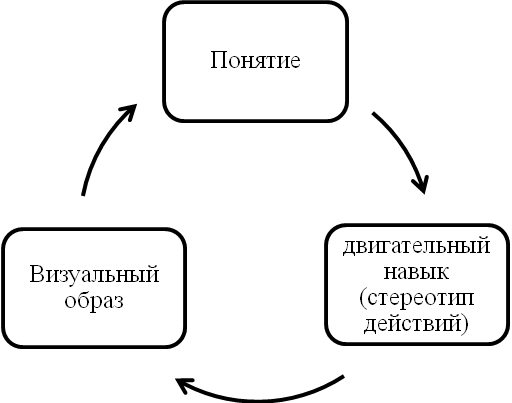 Понятие
Визуальный
образ
двигательный
навык
(стереотип
действий)